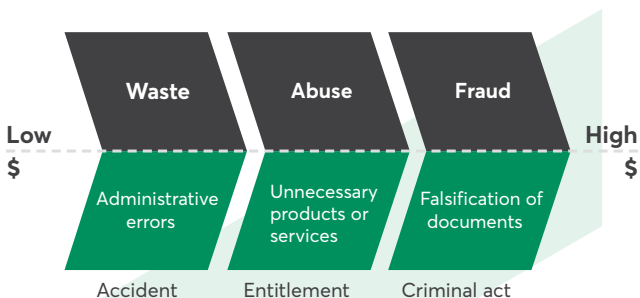 Waste
Abuse
Fraud
Low
High
$
$
Administrative
errors
Unnecessary
products or
services
Falsification of
documents
Accident
Entitlement
Criminal act